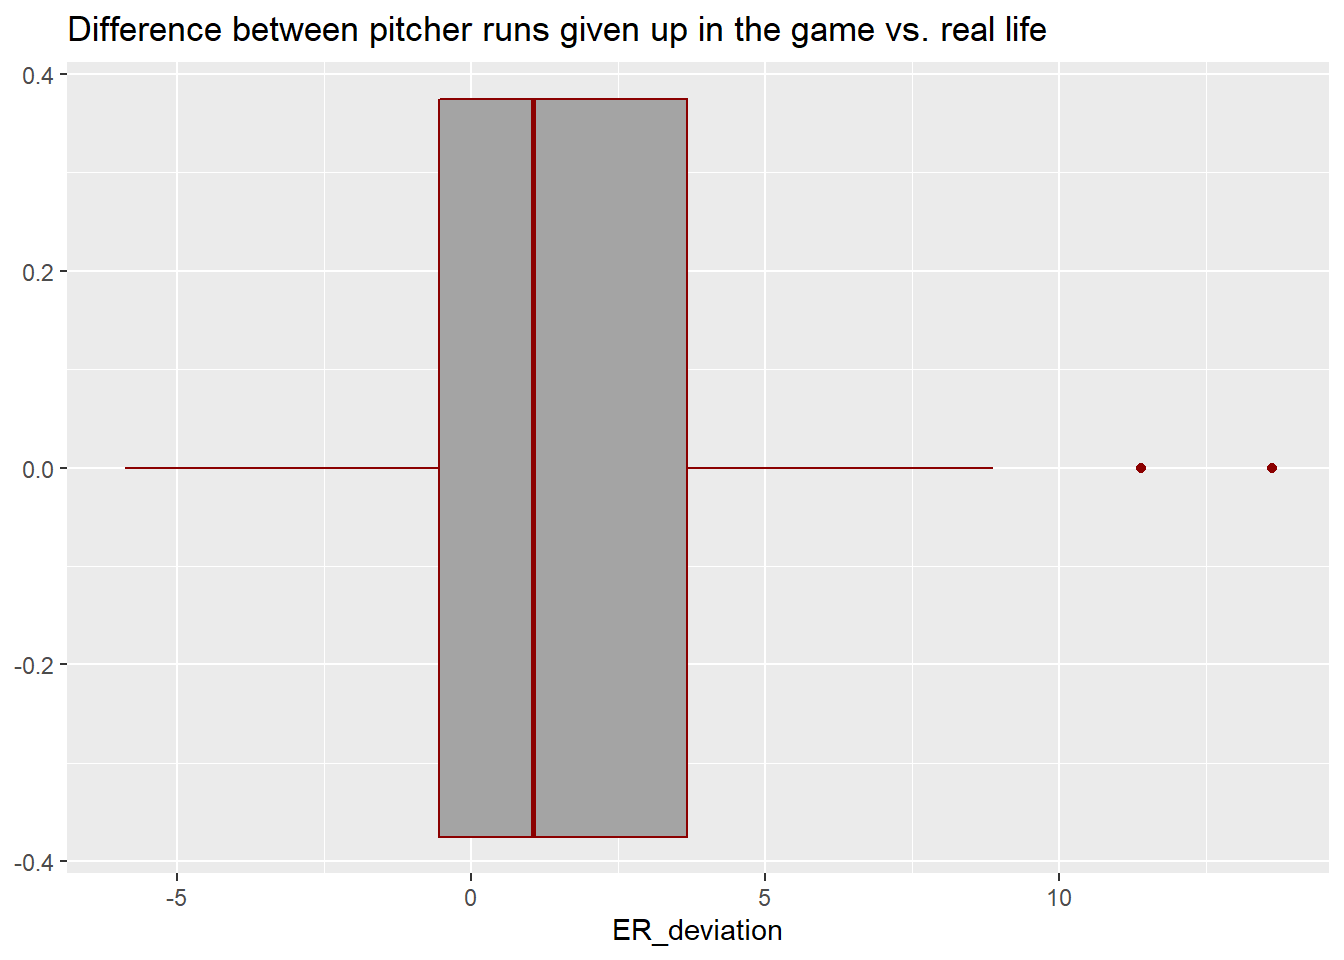 Difference between pitcher runs given up in the game vs. real life
0.4
0.2
0.0
-0.2
-0.4
-5 0 5 10
ER_deviation